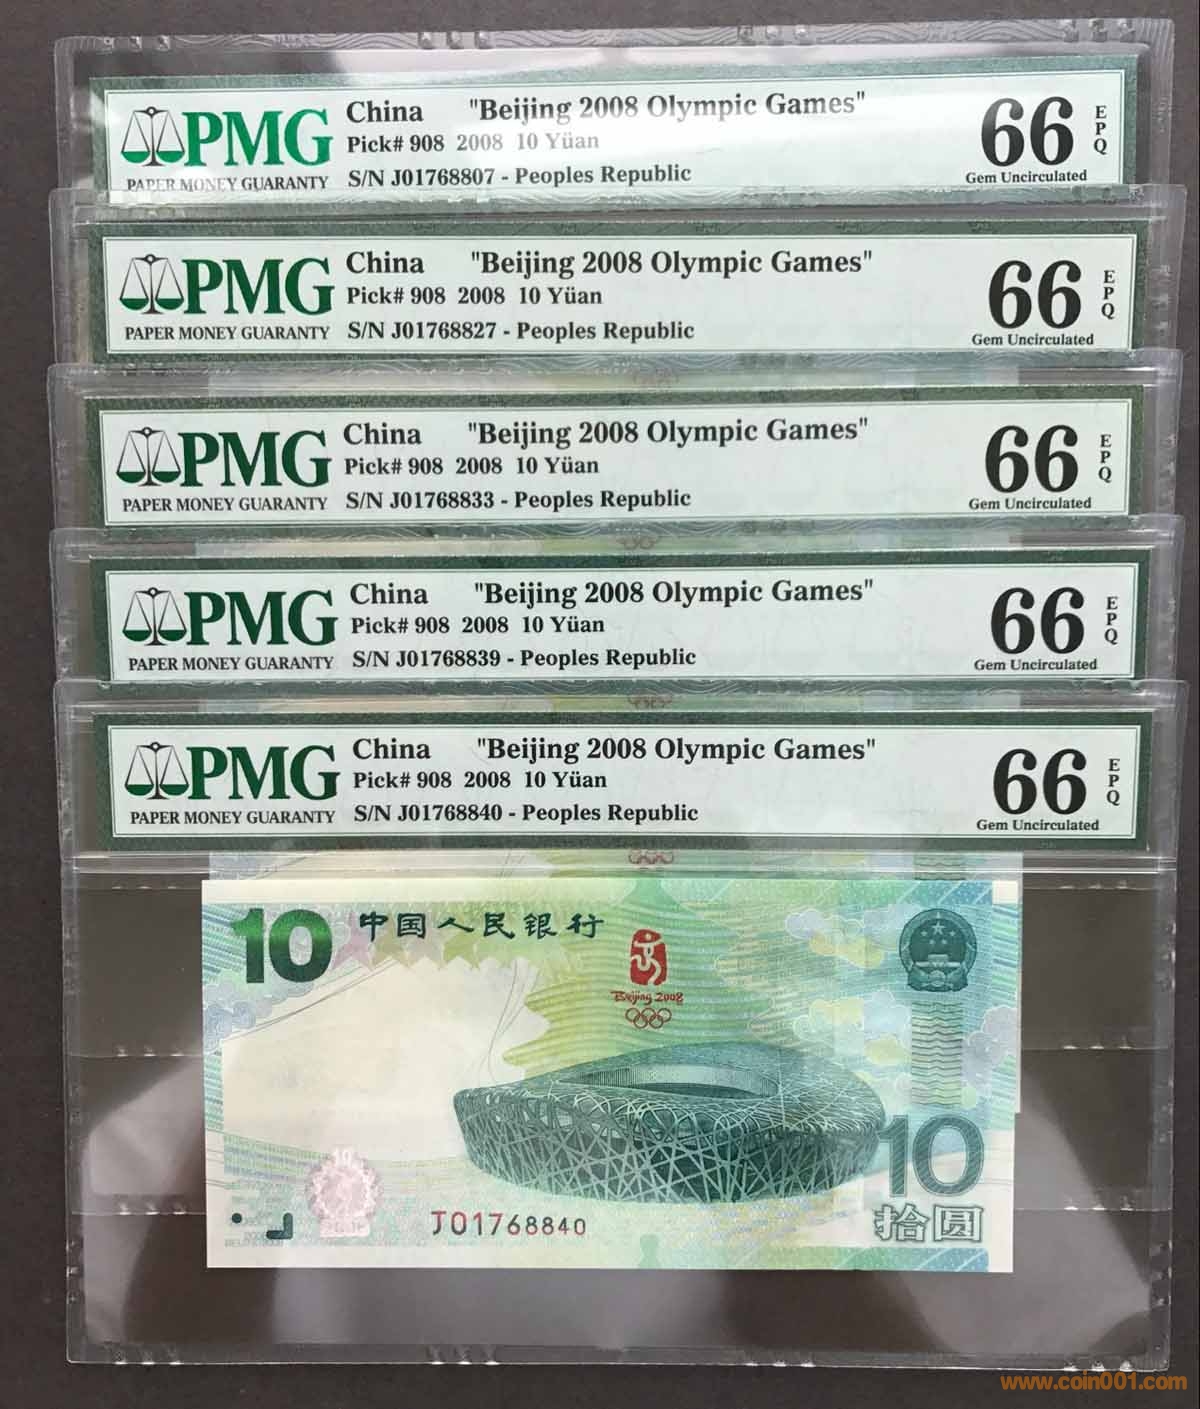 PMG
PAPER MONEY GUARANTY
China "Beijing 2008 Olympic Games"
Pick# 908 2008 10 Yüan
S/N J01768807 - Peoples Republic
66
EPQ
Gem Uncirculated
PMG
PAPER MONEY GUARANTY
China "Beijing 2008 Olympic Games"
Pick# 908 2008 10 Yüan
S/N J01768827 - Peoples Republic
66
EPQ
Gem Uncirculated
PMG
PAPER MONEY GUARANTY
China "Beijing 2008 Olympic Games"
Pick# 908 2008 10 Yüan
S/N J01768833 - Peoples Republic
66
EPQ
Gem Uncirculated
PMG
PAPER MONEY GUARANTY
China "Beijing 2008 Olympic Games"
Pick# 908 2008 10 Yüan
S/N J01768839 - Peoples Republic
66
EPQ
Gem Uncirculated
PMG
PAPER MONEY GUARANTY
China "Beijing 2008 Olympic Games"
Pick# 908 2008 10 Yüan
S/N J01768840 - Peoples Republic
66
EPQ
Gem Uncirculated
10 中国人民银行
Beijing 2008
10
拾圆
10
J01768840
www.coin001.com